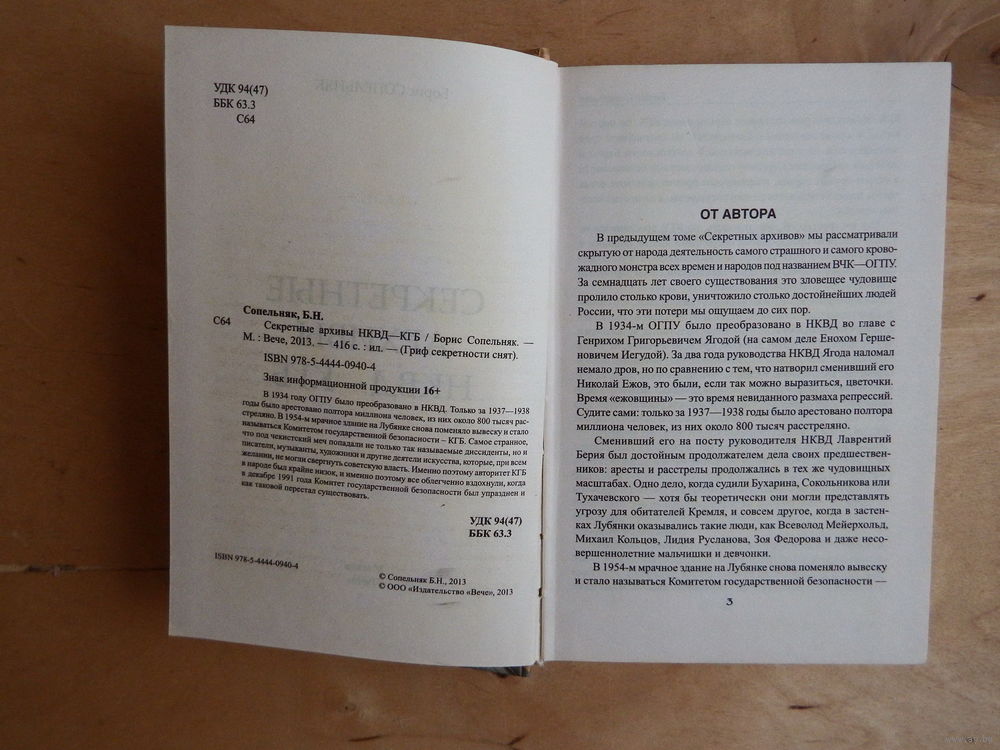 УДК 94(47)
ББК 63.3
С64
Сопельняк, Б.Н.
С64
Секретные архивы НКВД—КГБ / Борис Сопельняк. —
М. : Вече, 2013. — 416 с. : ил. — (Гриф секретности снят).
ISBN 978-5-4444-0940-4
Знак информационной продукции 16+
В 1934 году ОГПУ было преобразовано в НКВД. Только за 1937—1938
годы было арестовано полтора миллиона человек, из них около 800 тысяч рас-
стреляно. В 1954-м мрачное здание на Лубянке снова поменяло вывеску и стало
называться Комитетом государственной безопасности – КГБ. Самое странное,
что под чекистский меч попадали не только так называемые диссиденты, но и
писатели, музыканты, художники и другие деятели искусства, которые, при всем
желании, не могли свергнуть советскую власть. Именно поэтому авторитет КГБ
в народе был крайне низок, и именно поэтому все облегченно вздохнули, когда
в декабре 1991 года Комитет государственной безопасности был упразднен и
как таковой перестал существовать.
УДК 94(47)
ББК 63.3
ISBN 978-5-4444-0940-4
© Сопельняк Б.Н., 2013
© ООО «Издательство «Вече», 2013
ОТ АВТОРА
В предыдущем томе «Секретных архивов» мы рассматривали
скрытую от народа деятельность самого страшного и самого крово-
жадного монстра всех времен и народов под названием ВЧК—ОГПУ.
За семнадцать лет своего существования это зловещее чудовище
пролило столько крови, уничтожило столько достойнейших людей
России, что эти потери мы ощущаем до сих пор.
В 1934-м ОГПУ было преобразовано в НКВД во главе с
Генрихом Григорьевичем Ягодой (на самом деле Енохом Герше-
новичем Иегудой). За два года руководства НКВД Ягода наломал
немало дров, но по сравнению с тем, что натворил сменивший его
Николай Ежов, это были, если так можно выразиться, цветочки.
Время «ежовщины» — это время невиданного размаха репрессий.
Судите сами: только за 1937—1938 годы было арестовано полтора
миллиона человек, из них около 800 тысяч расстреляно.
Сменивший его на посту руководителя НКВД Лаврентий
Берия был достойным продолжателем дела своих предшествен-
ников: аресты и расстрелы продолжались в тех же чудовищных
масштабах. Одно дело, когда судили Бухарина, Сокольникова или
Тухачевского — хотя бы теоретически они могли представлять
угрозу для обитателей Кремля, и совсем другое, когда в застен-
ках Лубянки оказывались такие люди, как Всеволод Мейерхольд,
Михаил Кольцов, Лидия Русланова, Зоя Федорова и даже несо-
вершеннолетние мальчишки и девчонки.
В 1954-м мрачное здание на Лубянке снова поменяло вывеску
и стало называться Комитетом государственной безопасности —
3